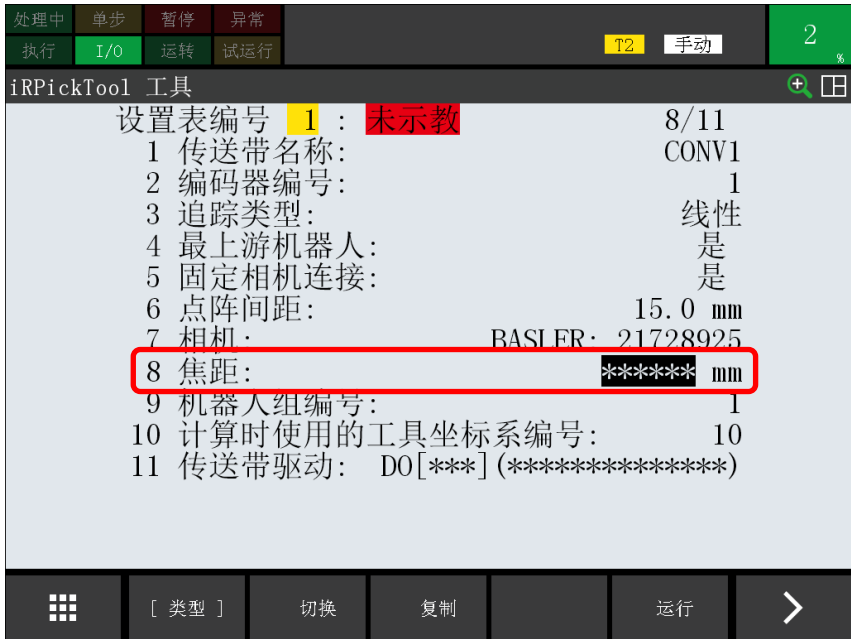 处理中 单步 暂停 异常
执行 I/O 运转 试运行 T2 手动 2 %
iRPickTool 工具
设置表编号 1 : 未示教 8/11
1 传送带名称: CONV1
2 编码器编号: 1
3 追踪类型: 线性
4 最上游机器人: 是
5 固定相机连接: 是
6 点阵间距: 15.0 mm
7 相机: BASLER: 21728925
8 焦距: ****** mm
9 机器人组编号: 1
10 计算时使用的工具坐标系编号: 10
11 传送带驱动: DO[***](**************)
[ 类型 ] 切换 复制 运行